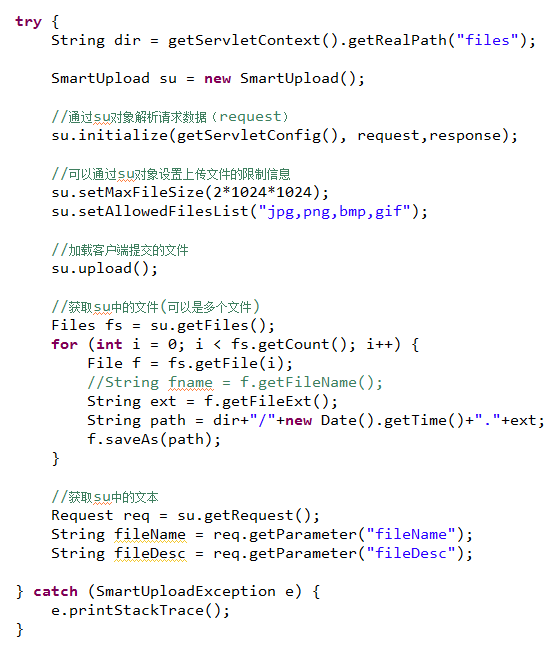 try {
    String dir = getServletContext().getRealPath("files");
    SmartUpload su = new SmartUpload();
    //通过su对象解析请求数据（request）
    su.initialize(getServletConfig(), request,response);
    //可以通过su对象设置上传文件的限制信息
    su.setMaxFileSize(2*1024*1024);
    su.setAllowedFilesList("jpg,png,bmp,gif");
    //加载客户端提交的文件
    su.upload();
    //获取su中的文件(可以是多个文件)
    Files fs = su.getFiles();
    for (int i = 0; i < fs.getCount(); i++) {
        File f = fs.getFile(i);
        //String fname = f.getFileName();
        String ext = f.getFileExt();
        String path = dir+"/"+new Date().getTime()+"."+ext;
        f.saveAs(path);
    }
    //获取su中的文本
    Request req = su.getRequest();
    String fileName = req.getParameter("fileName");
    String fileDesc = req.getParameter("fileDesc");
} catch (SmartUploadException e) {
    e.printStackTrace();
}